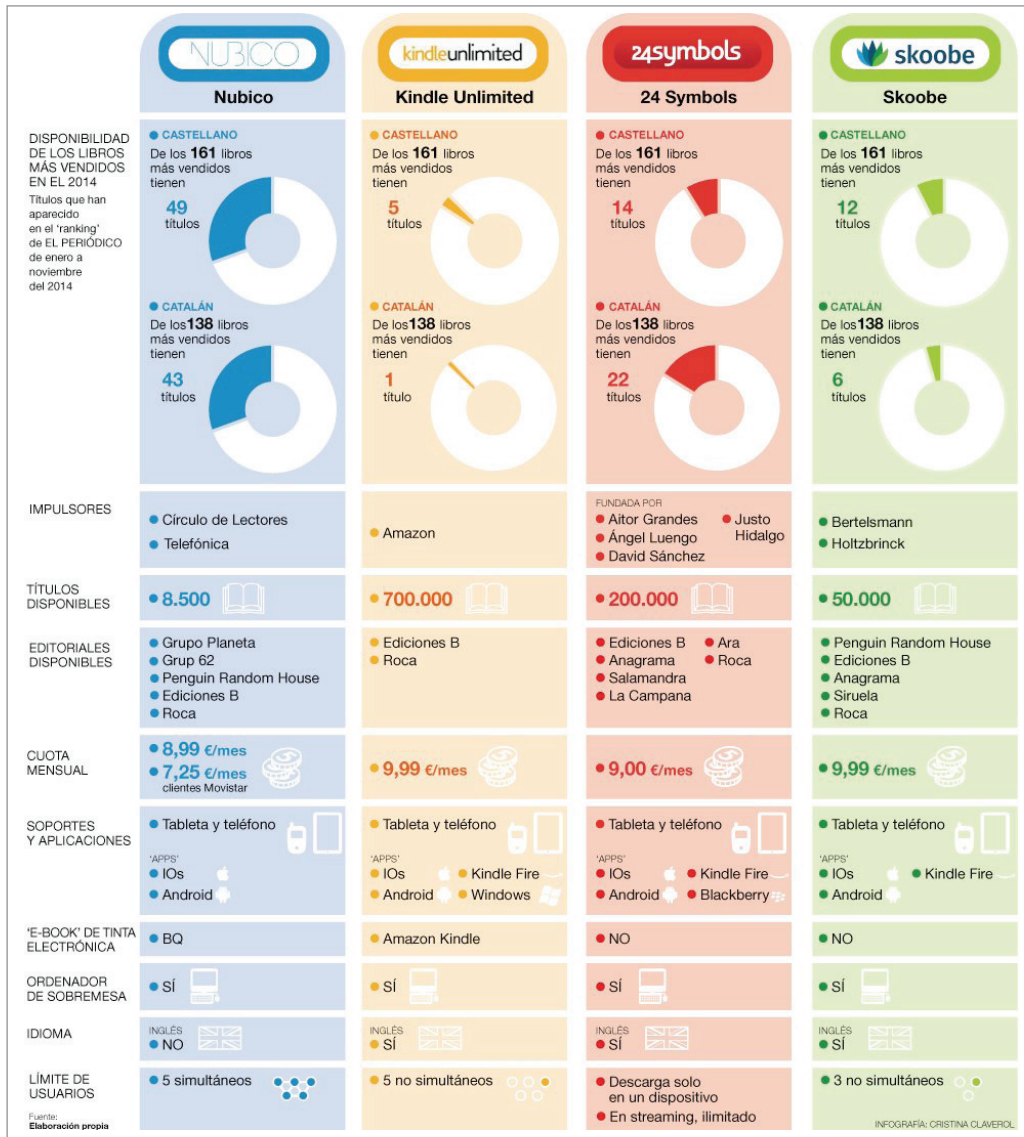 NUBICO
Nubico
kindleunlimited
Kindle Unlimited
24symbols
24 Symbols
skoobe
Skoobe
DISPONIBILIDAD
DE LOS LIBROS
MÁS VENDIDOS
EN EL 2014
Títulos que han
aparecido
en el 'ranking'
de EL PERIÓDICO
de enero a
noviembre
del 2014
CASTELLANO
De los 161 libros
más vendidos
tienen
49
títulos
CATALÁN
De los138 libros
más vendidos
tienen
43
títulos
CASTELLANO
De los 161 libros
más vendidos
tienen
5
títulos
CATALÁN
De los138 libros
más vendidos
tienen
1
título
CASTELLANO
De los 161 libros
más vendidos
tienen
14
títulos
CATALÁN
De los138 libros
más vendidos
tienen
22
títulos
CASTELLANO
De los 161 libros
más vendidos
tienen
12
títulos
CATALÁN
De los138 libros
más vendidos
tienen
6
títulos
IMPULSORES
Círculo de Lectores
Telefónica
Amazon
FUNDADA POR
Aitor Grandes
Ángel Luengo
David Sánchez
Justo
Hidalgo
Bertelsmann
Holtzbrinck
TÍTULOS
DISPONIBLES
8.500
700.000
200.000
50.000
EDITORIALES
DISPONIBLES
Grupo Planeta
Grup 62
Penguin Random House
Ediciones B
Roca
Ediciones B
Roca
Ediciones B
Anagrama
Salamandra
La Campana
Ara
Roca
Penguin Random House
Ediciones B
Anagrama
Siruela
Roca
CUOTA
MENSUAL
8,99 €/mes
7,25 €/mes
clientes Movistar
9,99 €/mes
9,00 €/mes
9,99 €/mes
SOPORTES
Y APLICACIONES
Tableta y teléfono
'APPS'
IOs
Android
Tableta y teléfono
'APPS'
IOs
Kindle Fire
Android
Windows
Tableta y teléfono
'APPS'
IOs
Kindle Fire
Android
Blackberry
Tableta y teléfono
'APPS'
IOs
Kindle Fire
Android
'E-BOOK' DE TINTA
ELECTRÓNICA
BQ
Amazon Kindle
NO
NO
ORDENADOR
DE SOBREMESA
SÍ
SÍ
SÍ
SÍ
IDIOMA
INGLÉS
NO
INGLÉS
SÍ
INGLÉS
SÍ
INGLÉS
SÍ
LÍMITE DE
USUARIOS
5 simultáneos
5 no simultáneos
Descarga solo
en un dispositivo
En streaming, ilimitado
3 no simultáneos
Fuente:
Elaboración propia
INFOGRAFÍA: CRISTINA CLAVEROL